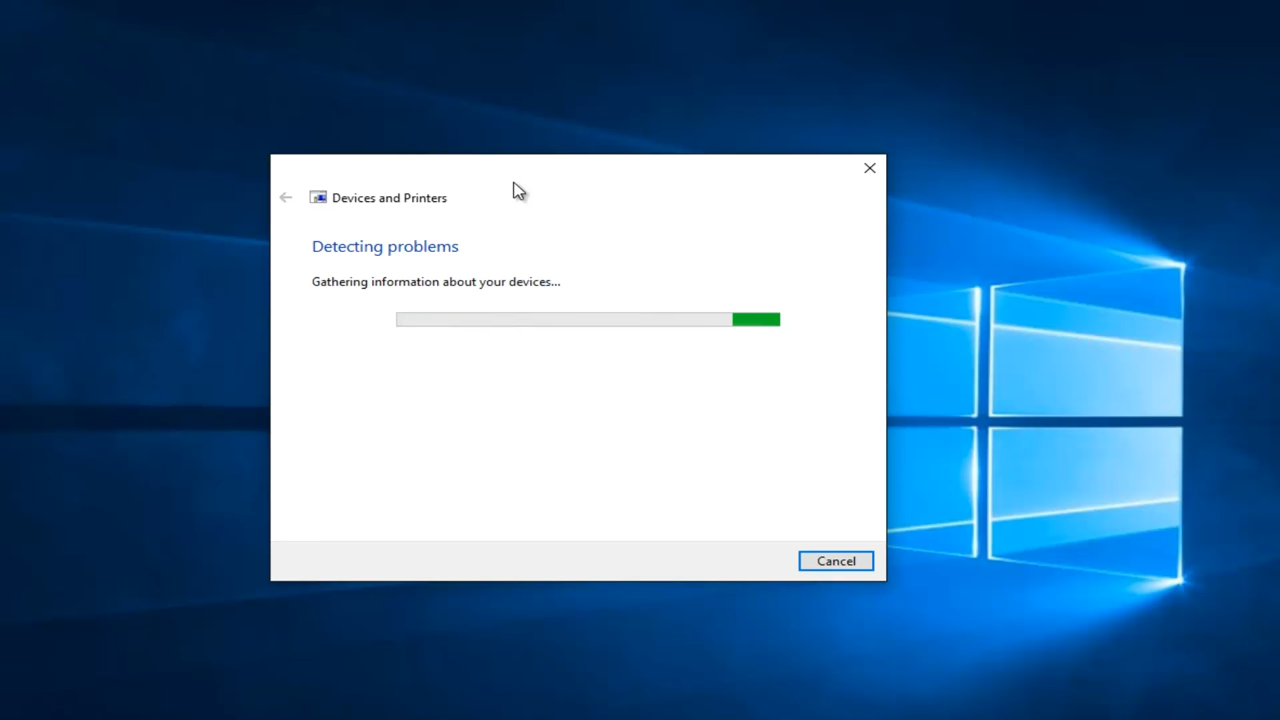 Devices and Printers
Detecting problems
Gathering information about your devices...
Cancel